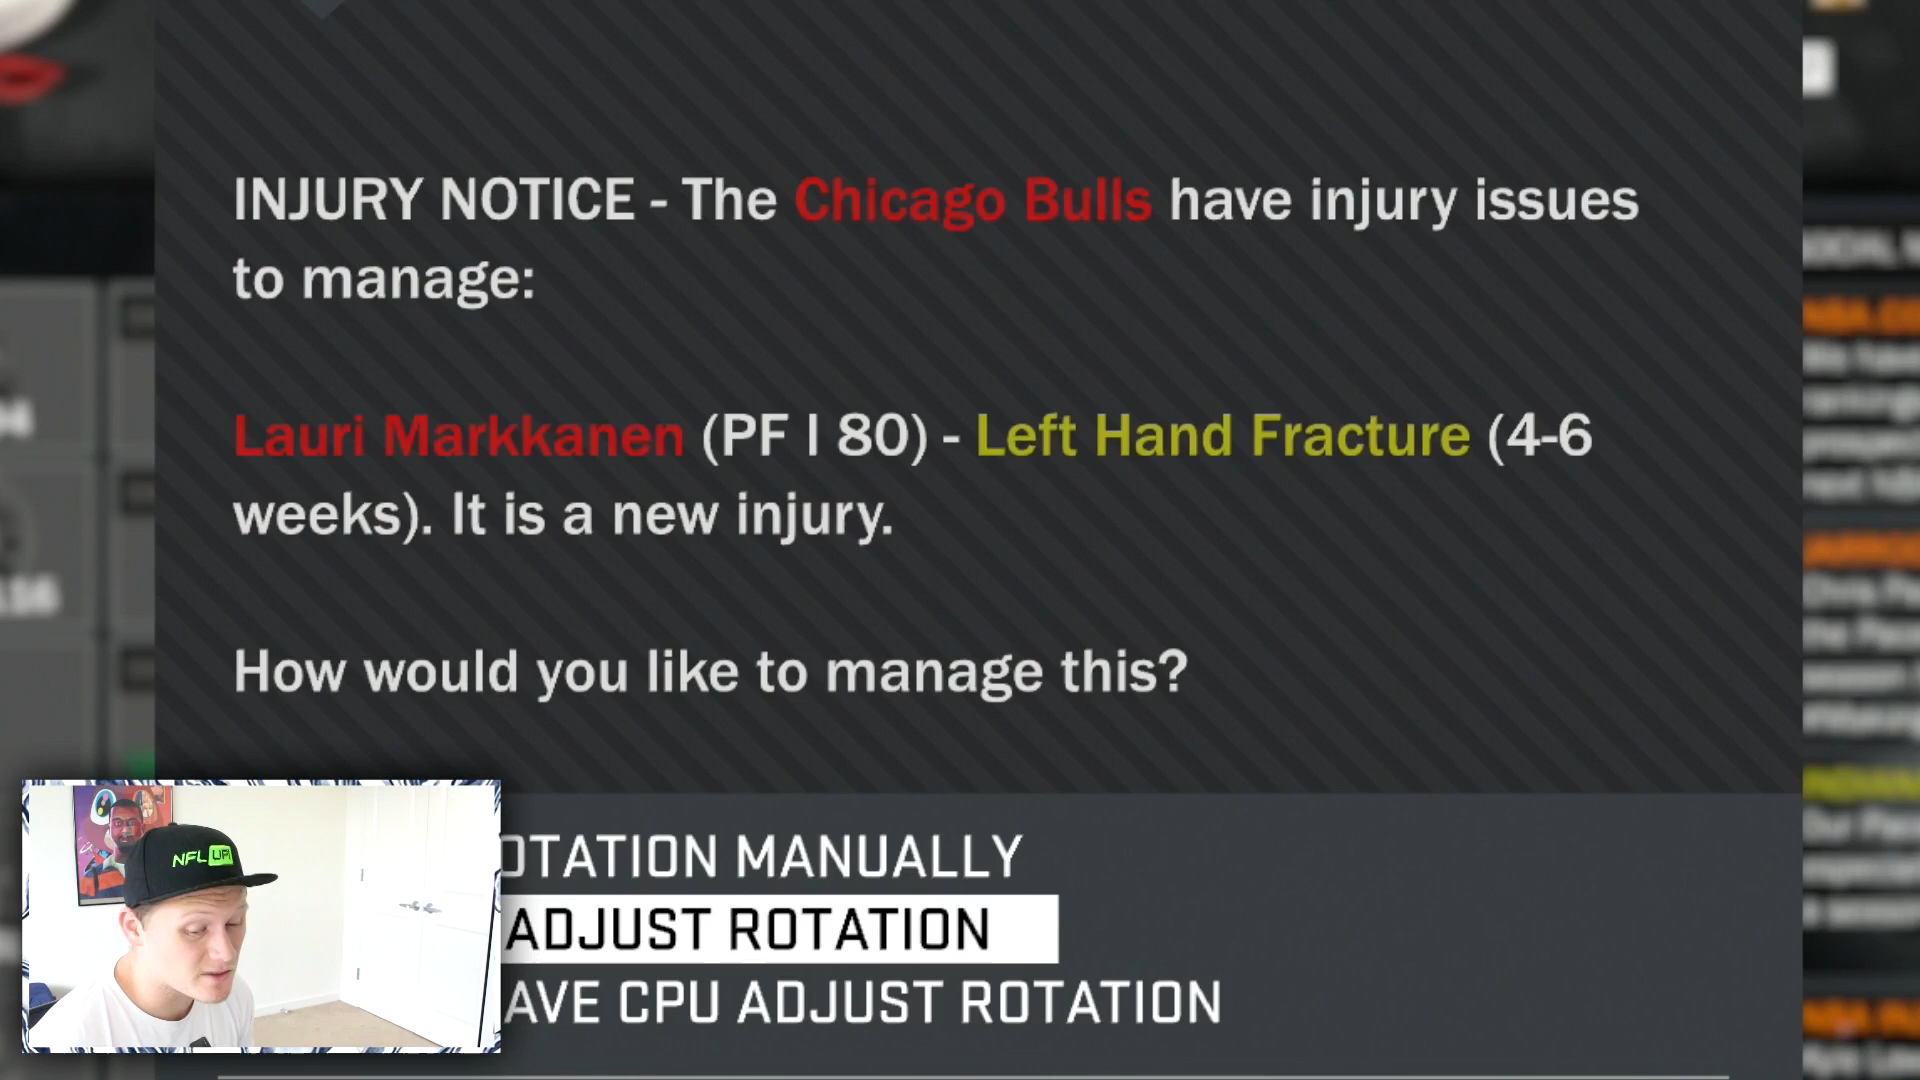 INJURY NOTICE - The Chicago Bulls have injury issues
to manage:
Lauri Markkanen (PF | 80) - Left Hand Fracture (4-6
weeks). It is a new injury.
How would you like to manage this?
OTATION MANUALLY
ADJUST ROTATION
AVE CPU ADJUST ROTATION
NFL UP!